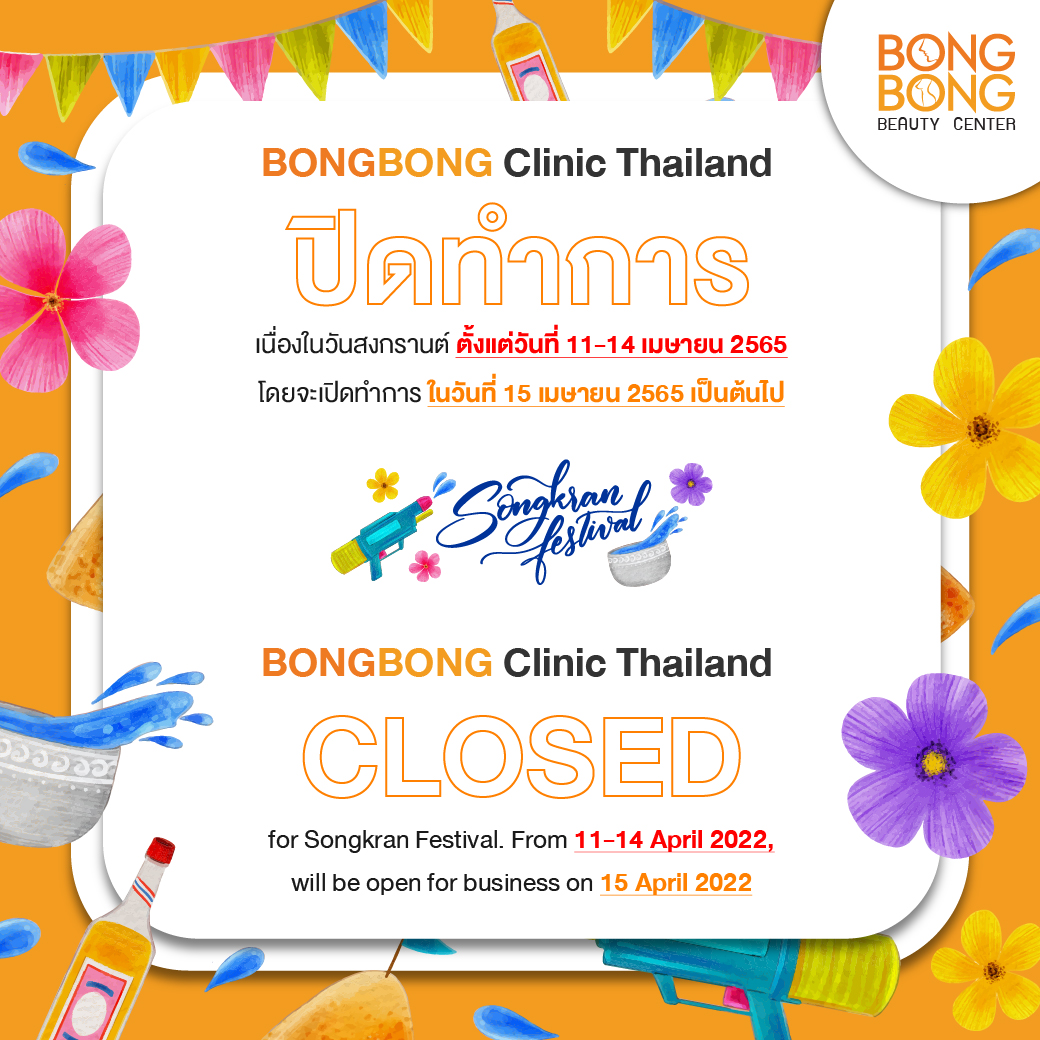 BONG
BONG
BEAUTY CENTER
BONGBONG Clinic Thailand
ปิดทำการ
เนื่องในวันสงกรานต์ ตั้งแต่วันที่ 11-14 เมษายน 2565
โดยจะเปิดทำการ ในวันที่ 15 เมษายน 2565 เป็นต้นไป
Songkran
festival
BONGBONG Clinic Thailand
CLOSED
for Songkran Festival. From 11-14 April 2022,
will be open for business on 15 April 2022